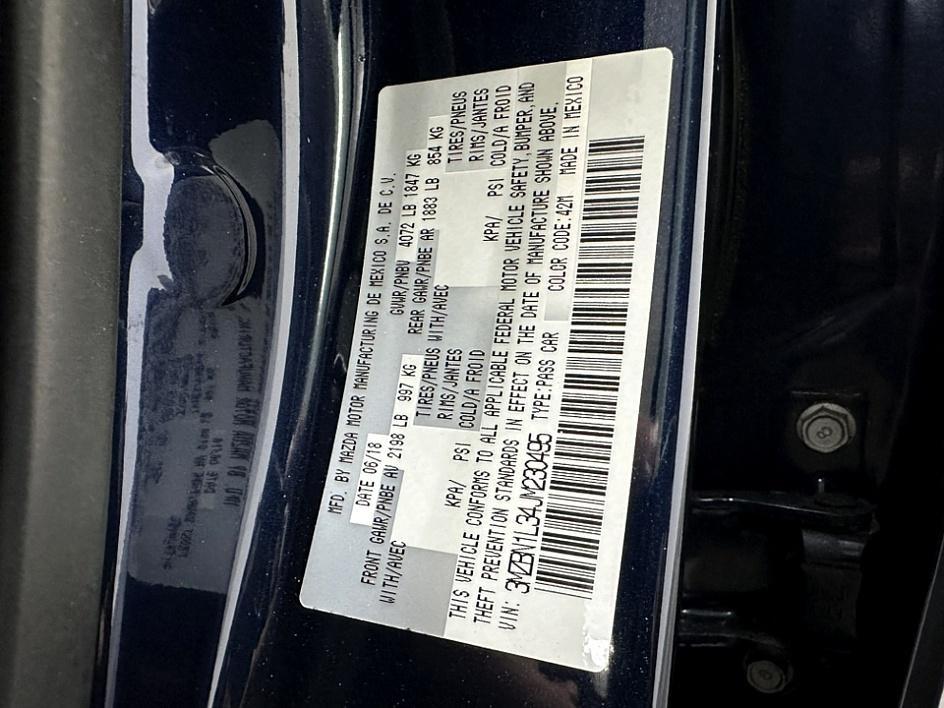 MFD. BY MAZDA MOTOR MANUFACTURING DE MEXICO S.A. DE C.V.
DATE 06/18 GVWR/PNBV 4072 LB 1847 KG
FRONT GAWR/PNBE AV 2198 LB 997 KG REAR GAWR/PNBE AR 1883 LB 854 KG
WITH/AVEC TIRES/PNEUS WITH/AVEC TIRES/PNEUS
RIMS/JANTES RIMS/JANTES
KPA/ PSI COLD/A FROID KPA/ PSI COLD/A FROID
THIS VEHICLE CONFORMS TO ALL APPLICABLE FEDERAL MOTOR VEHICLE SAFETY, BUMPER, AND
THEFT PREVENTION STANDARDS IN EFFECT ON THE DATE OF MANUFACTURE SHOWN ABOVE.
VIN: 3MZBN1L34JM230495 TYPE:PASS CAR COLOR CODE:42M MADE IN MEXICO
8
8